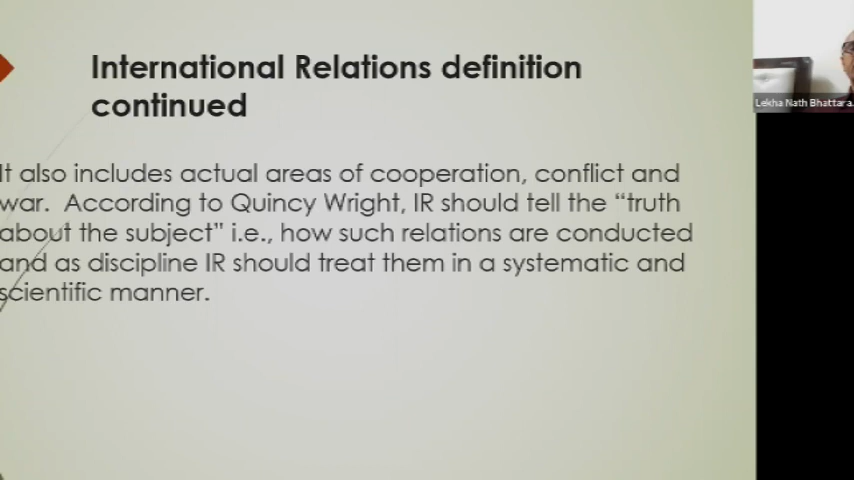 International Relations definition
continued
It also includes actual areas of cooperation, conflict and
war. According to Quincy Wright, IR should tell the “truth
about the subject” i.e., how such relations are conducted
and as discipline IR should treat them in a systematic and
scientific manner.
Lekha Nath Bhattara..